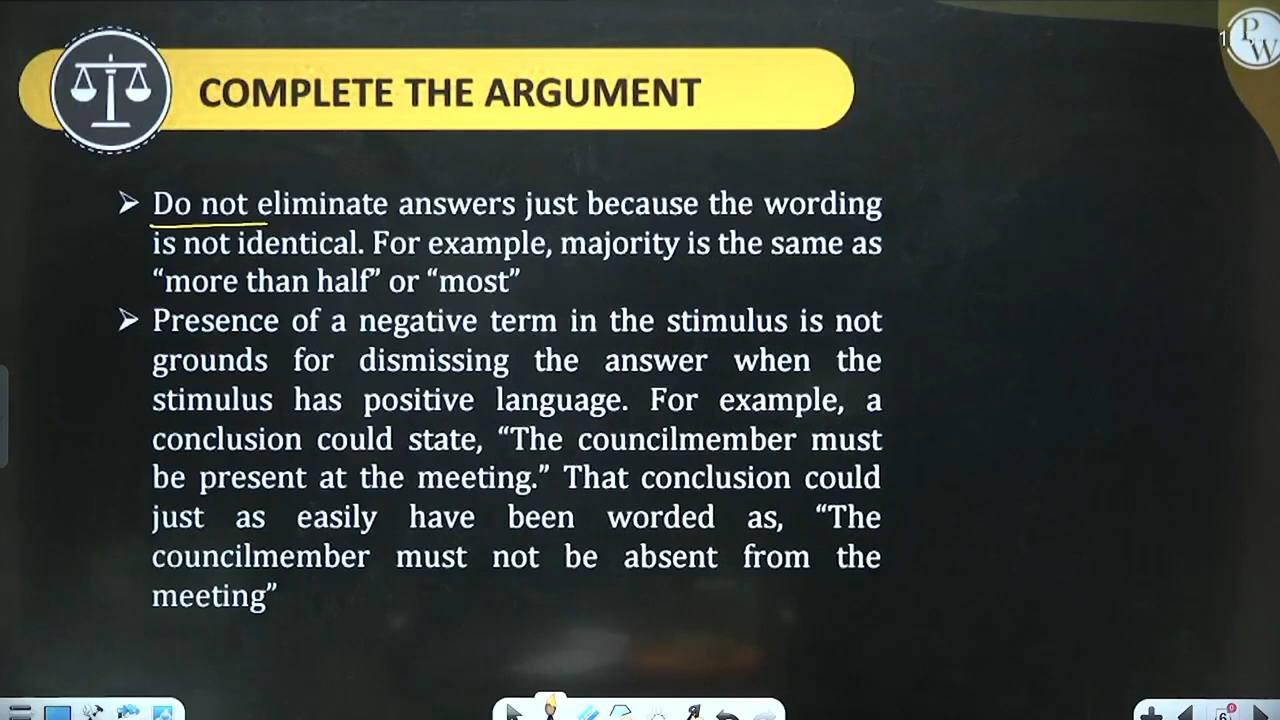 COMPLETE THE ARGUMENT
➢ Do not eliminate answers just because the wording
is not identical. For example, majority is the same as
“more than half” or “most”
➢ Presence of a negative term in the stimulus is not
grounds for dismissing the answer when the
stimulus has positive language. For example, a
conclusion could state, “The councilmember must
be present at the meeting.” That conclusion could
just as easily have been worded as, “The
councilmember must not be absent from the
meeting”
1
P
W
6